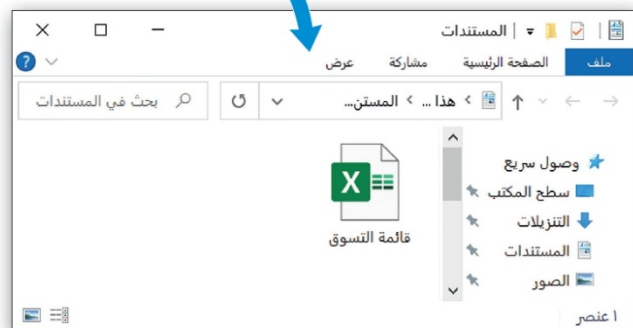 المستندات
ملف الصفحة الرئيسية مشاركة عرض
هذا ... المستن... بحث في المستندات
وصول سريع
سطح المكتب
التنزيلات
المستندات
الصور
X
قائمة التسوق
١ عنصر